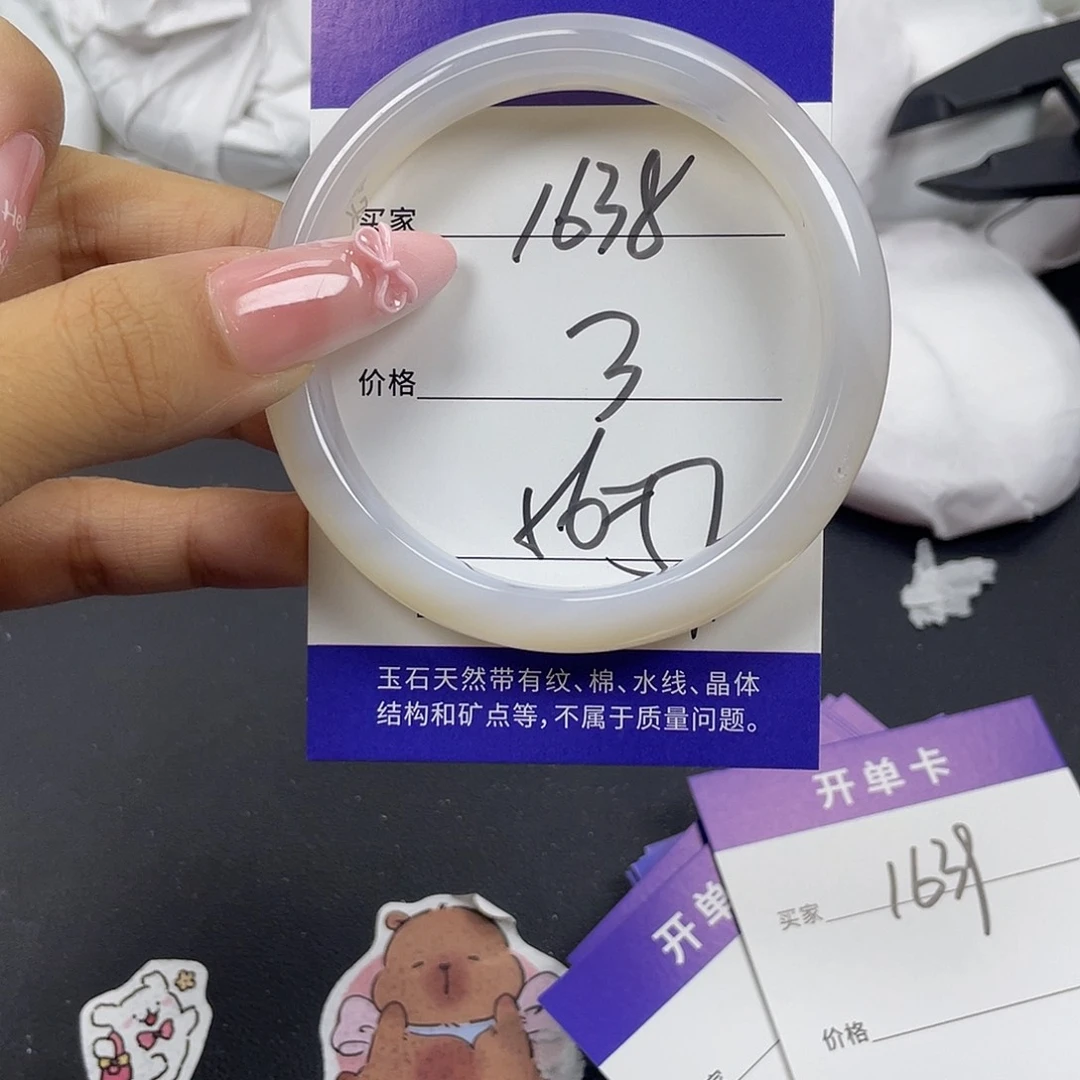 买家 1638
价格 3
玉石天然带有纹、棉、水线、晶体
结构和矿点等，不属于质量问题。
开单卡
买家 1639
价格
开单